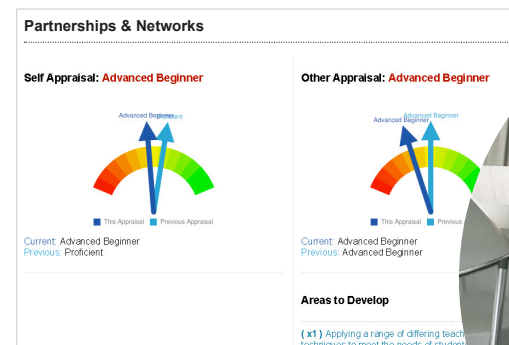 Partnerships & Networks
Self Appraisal: Advanced Beginner
Advanced Beginner
This Appraisal Previous Appraisal
Current: Advanced Beginner
Previous: Proficient
Other Appraisal: Advanced Beginner
Advanced Beginner
Advanced Beginner
This Appraisal Previous
Current: Advanced Beginner
Previous: Advanced Beginner
Areas to Develop
( x1 ) Applying a range of differing teach
techniques to meet the needs of student